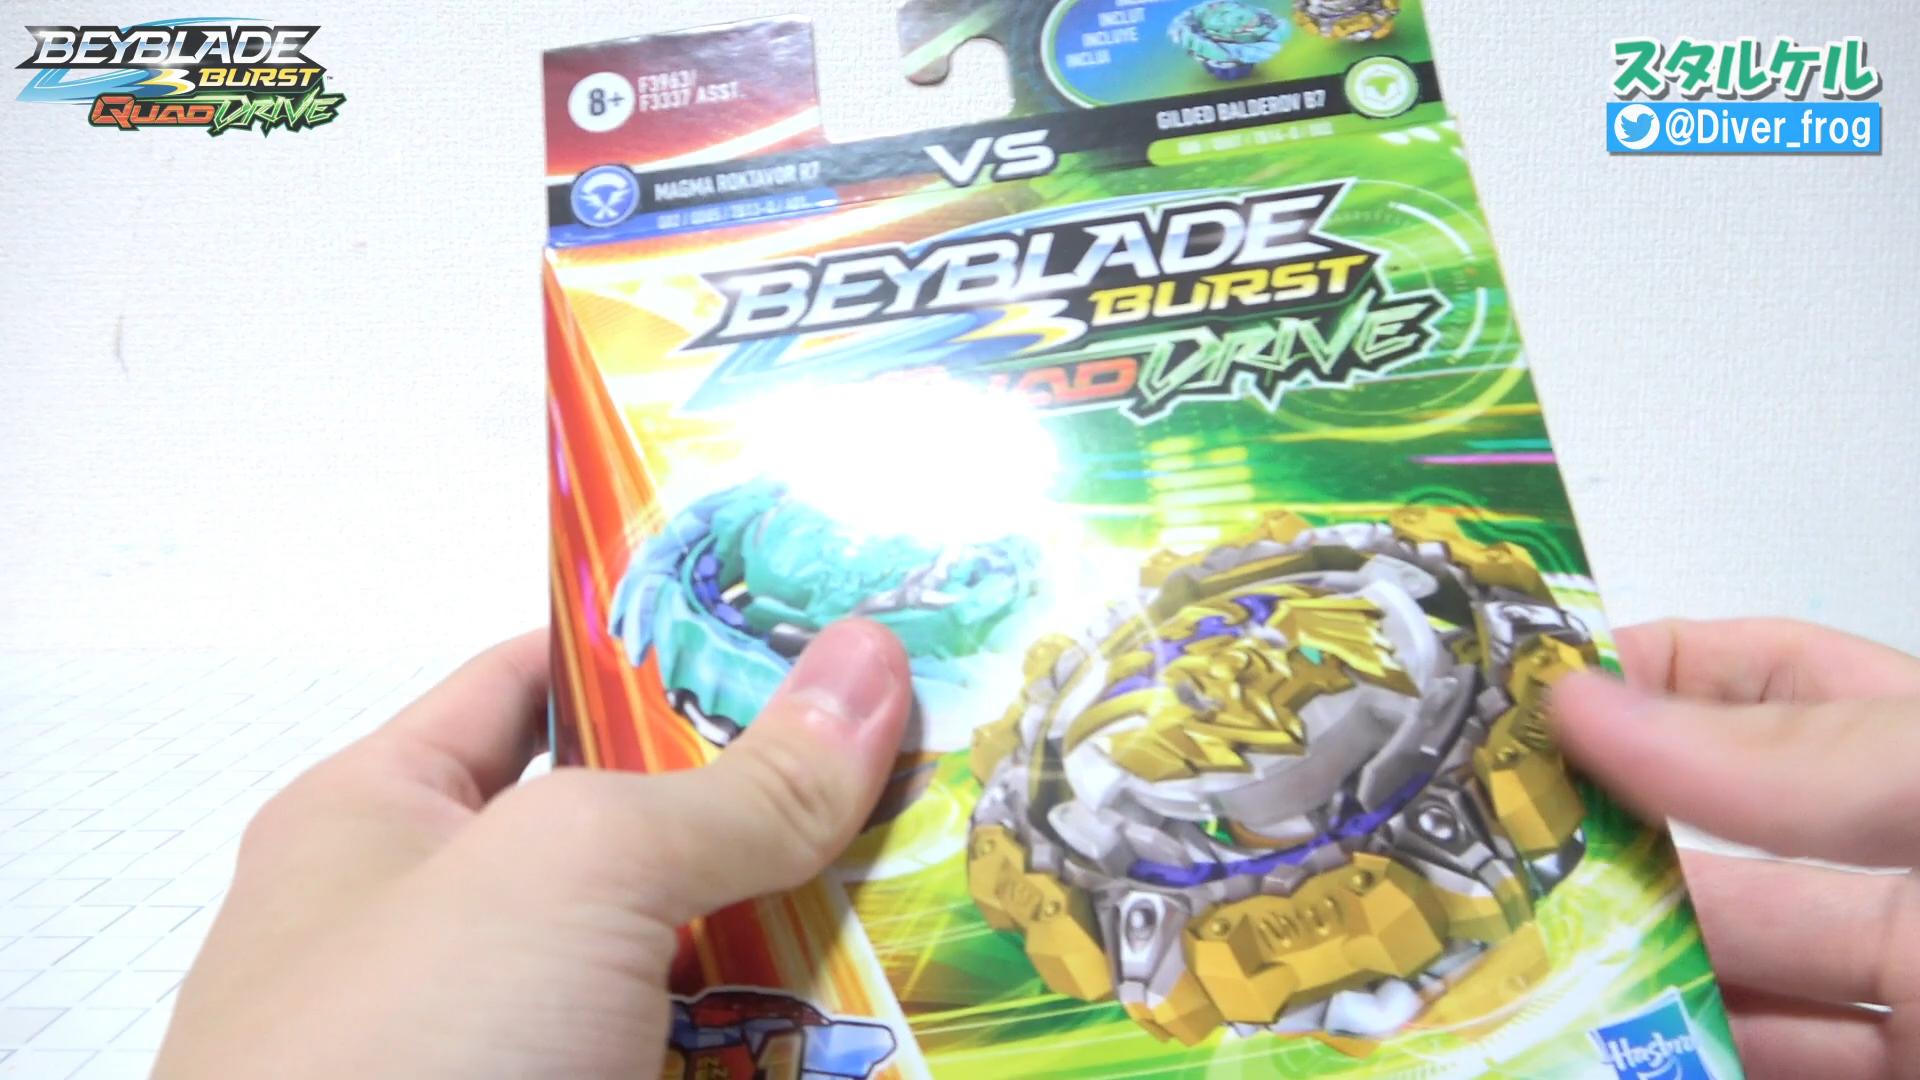 BEYBLADE
BURST
QUADDRIVE
スタルケル
@Diver_frog
8+
F3963/
F3337 ASST.
INCLUT
INCLUYE
INCLUI
MAGMA ROKTAVOR R7
VS
GILDED BALDEROV B7
BEYBLADE
BURST
QUAD DRIVE
Hasbro